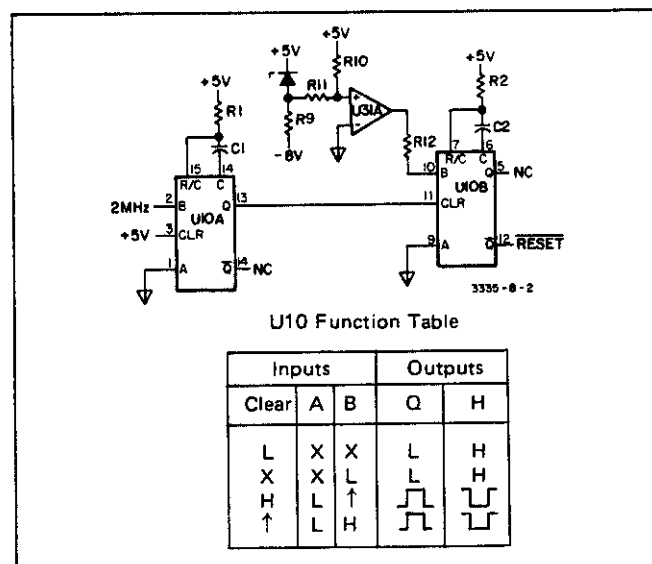 +5V
+5V
R10
+5V
+5V
R1
R11
U31A
+
-
R2
R9
-8V
R12
C1
C2
15
14
R/C
C
7
6
R/C
C
10
B
Q
5
NC
2MHz
2
B
Q
13
11
CLR
U10A
U10B
+5V
3
CLR
1
A
Q̅
14
NC
9
A
Q̅
12
R̅E̅S̅E̅T̅
3335-8-2
U10 Function Table
Inputs Outputs
Clear A B Q H
L X X L H
X X L L H
H L ↑
↑ L H